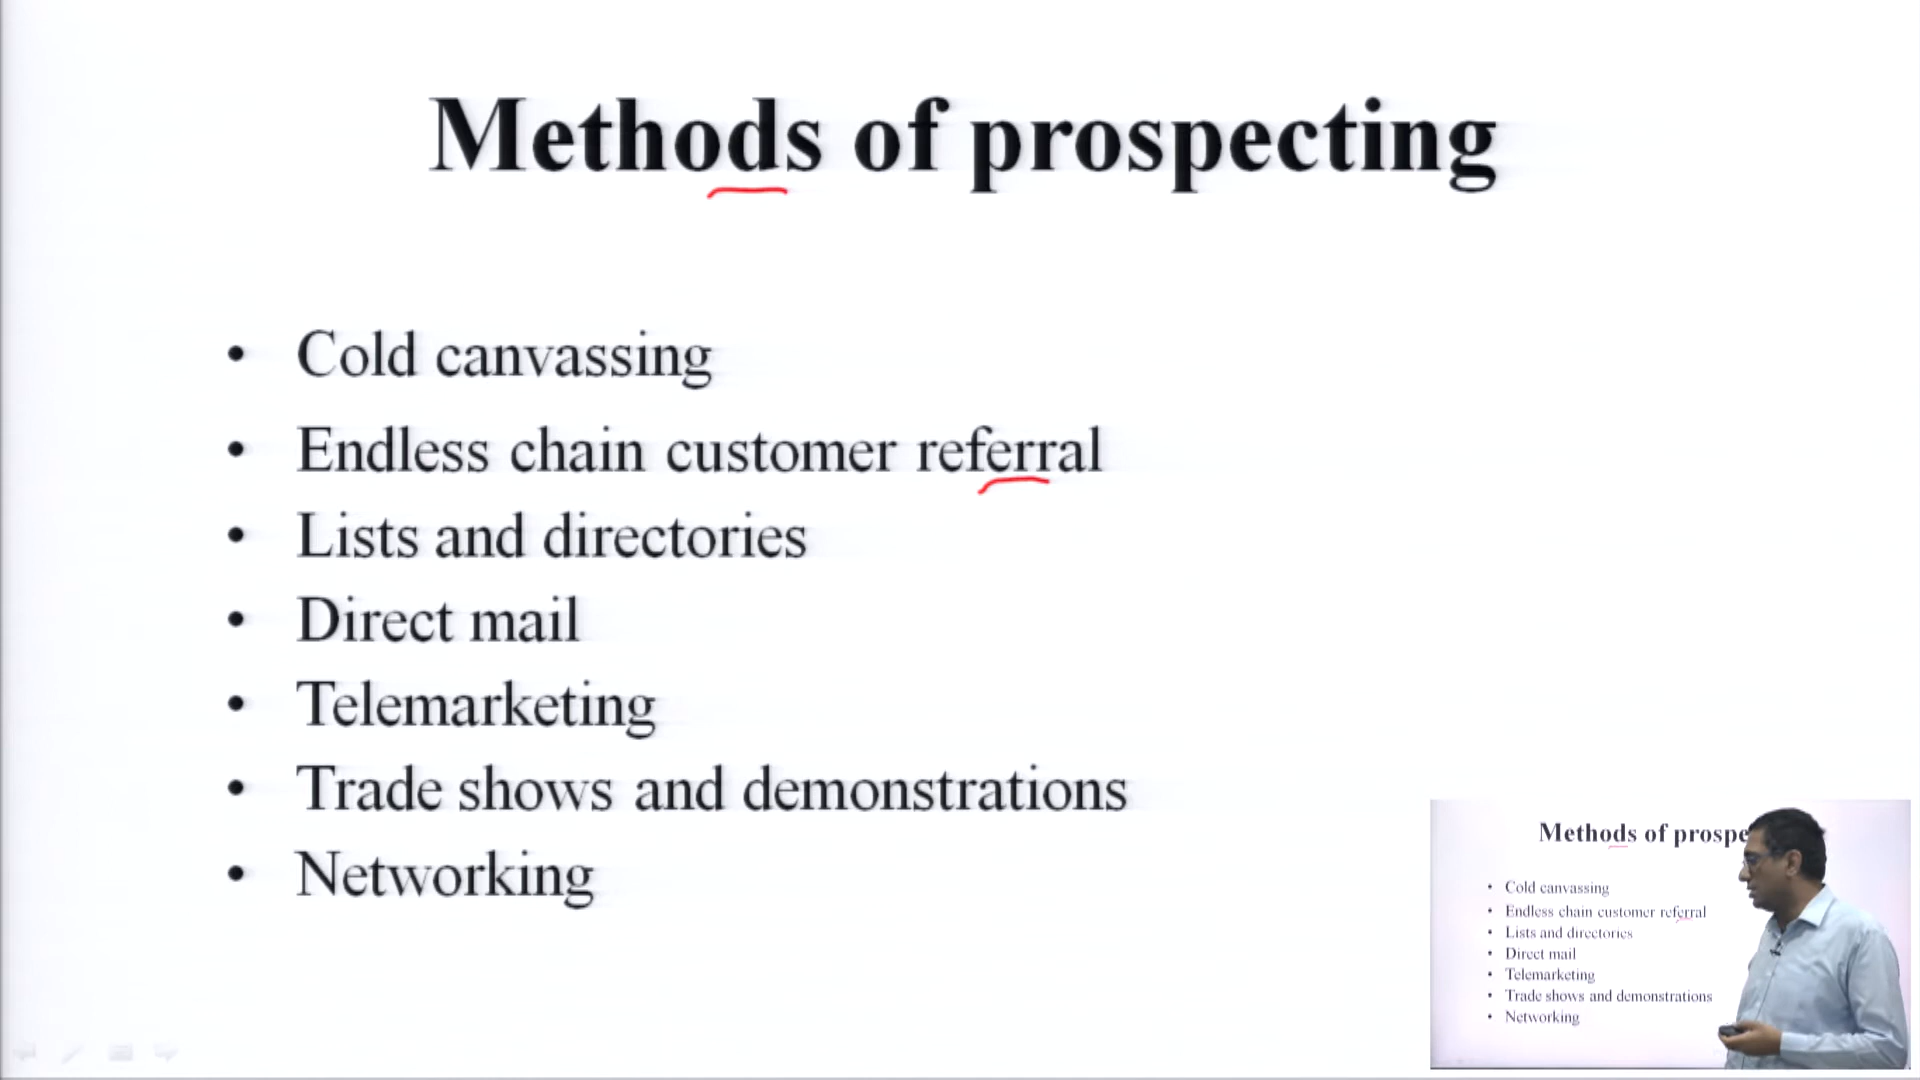 Methods of prospecting
• Cold canvassing
• Endless chain customer referral
• Lists and directories
• Direct mail
• Telemarketing
• Trade shows and demonstrations
• Networking
Methods of prospe
• Cold canvassing
• Endless chain customer referral
• Lists and directories
• Direct mail
• Telemarketing
• Trade shows and demonstrations
• Networking